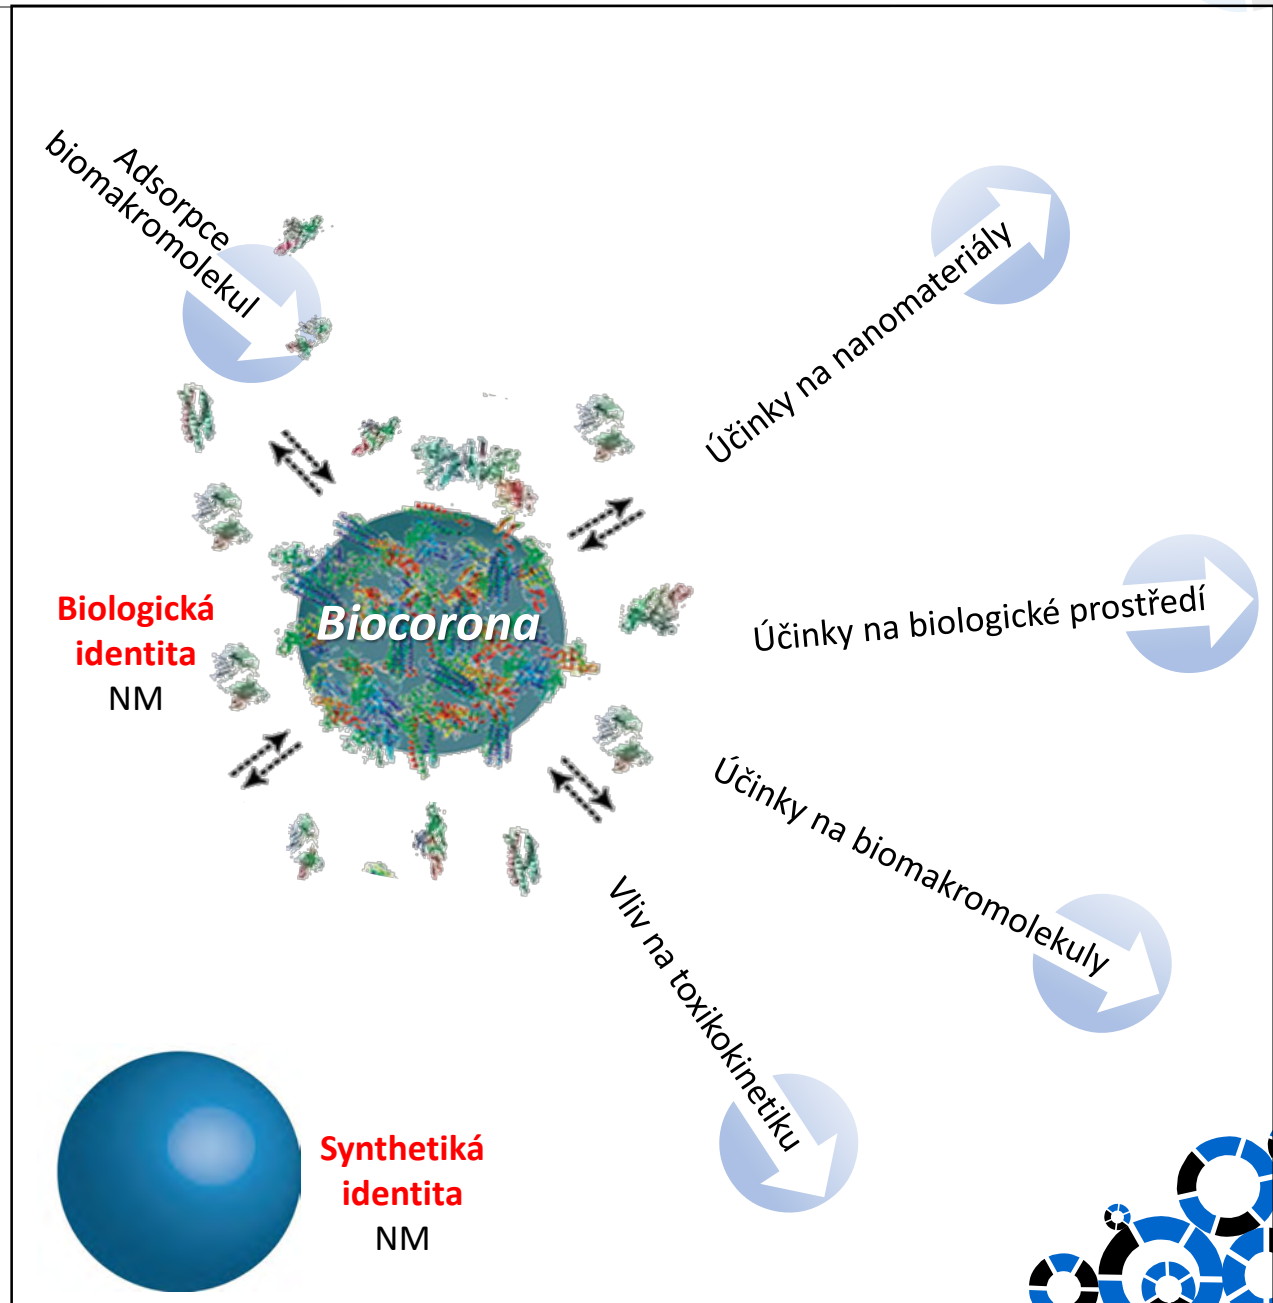 Adsorpce
biomakromolekul
Účinky na nanomateriály
Biologická
identita
NM
Biocorona
Účinky na biologické prostředí
Účinky na biomakromolekuly
Vliv na toxikokinetiku
Synthetiká
identita
NM